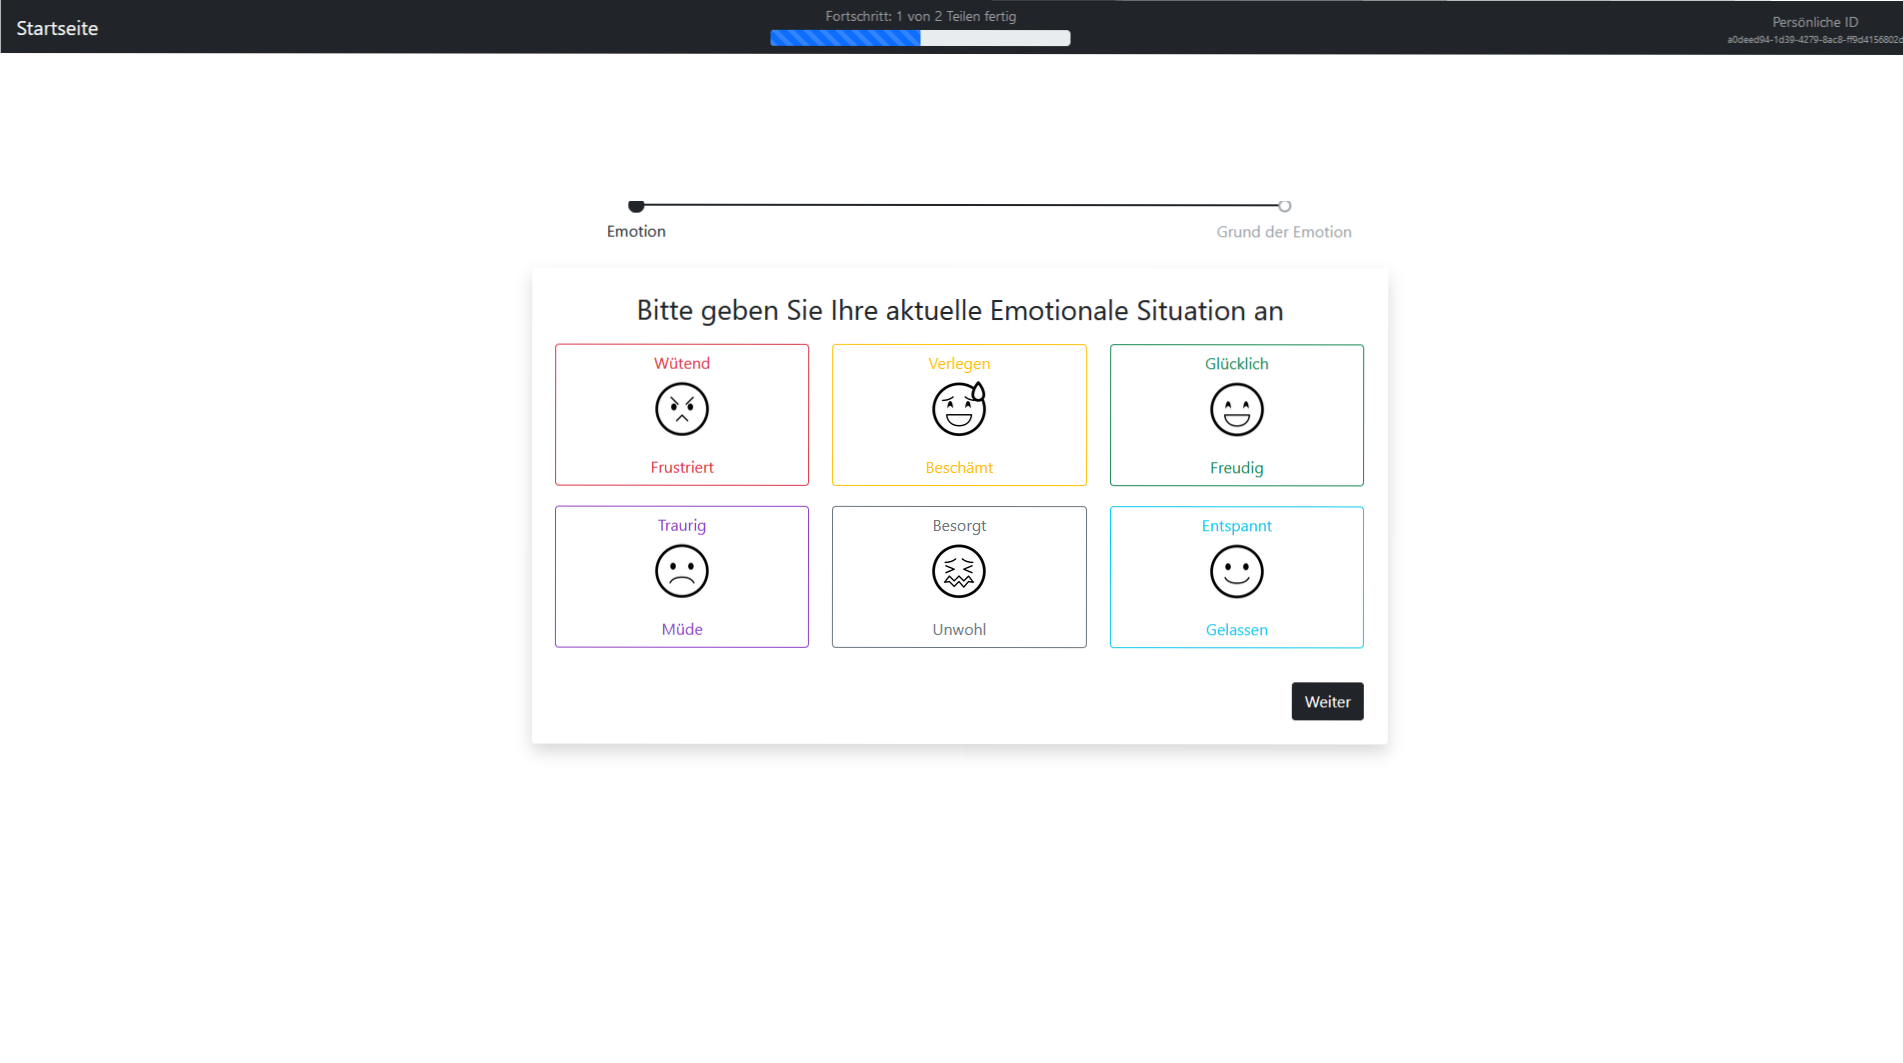 Startseite
Fortschritt: 1 von 2 Teilen fertig
Persönliche ID
a0deed94-1d39-4279-8ac8-ff9d4156802c
Emotion
Grund der Emotion
Bitte geben Sie Ihre aktuelle Emotionale Situation an
Wütend
Frustriert
Verlegen
Beschämt
Glücklich
Freudig
Traurig
Müde
Besorgt
Unwohl
Entspannt
Gelassen
Weiter